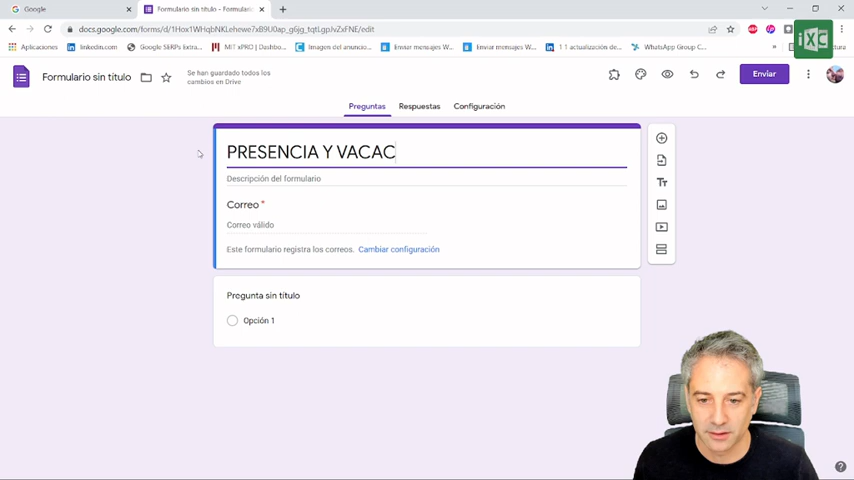 Google
Formulario sin título - Formulario
docs.google.com/forms/d/
/edit
Aplicaciones
linkedin.com
Google SERPs Extra...
MIT xPRO | Dashbo...
Imagen del anuncio...
Enviar mensajes W...
Enviar mensajes W...
1 1 actualización de...
WhatsApp Group C...
»
iXC
Formulario sin título
Se han guardado todos los
cambios en Drive
Enviar
Preguntas
Respuestas
Configuración
PRESENCIA Y VACAC
Descripción del formulario
Correo *
Correo válido
Este formulario registra los correos. Cambiar configuración
Pregunta sin título
Opción 1